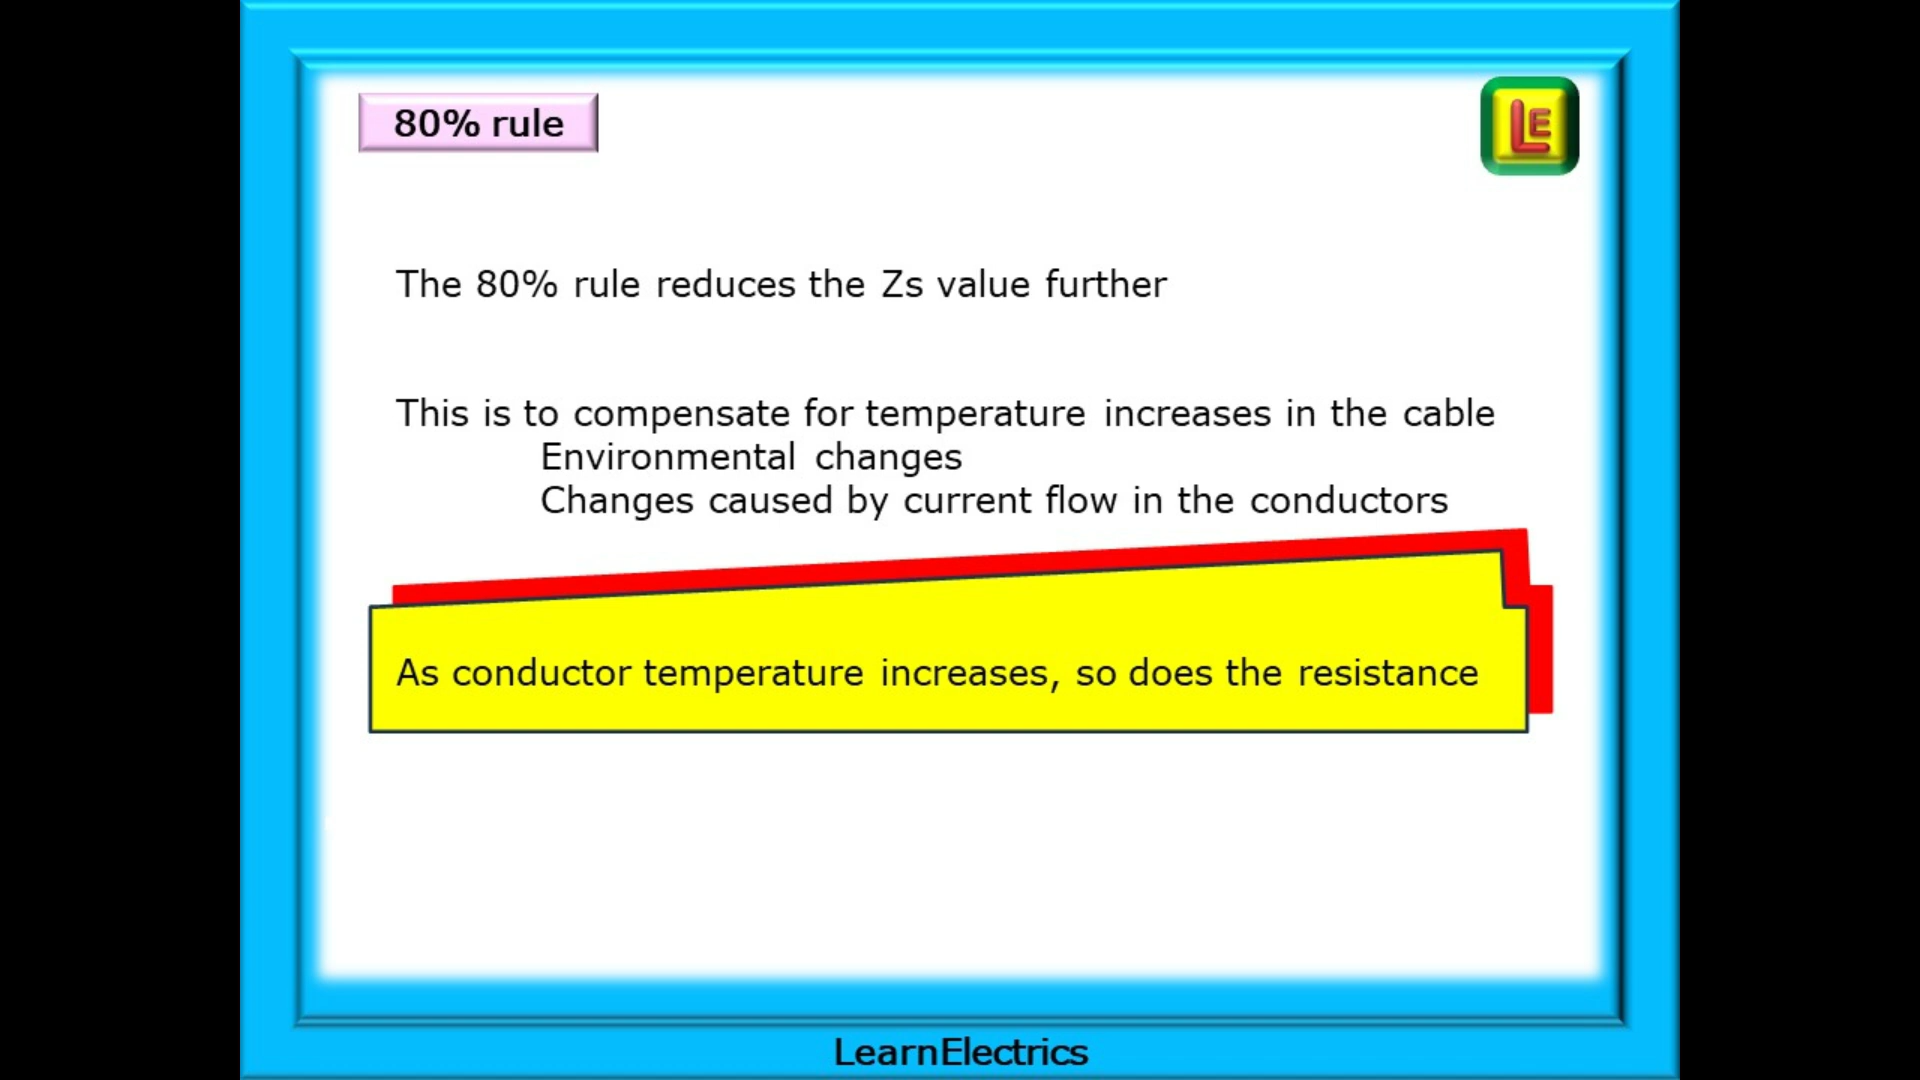 80% rule
LE
The 80% rule reduces the Zs value further
This is to compensate for temperature increases in the cable
Environmental changes
Changes caused by current flow in the conductors
As conductor temperature increases, so does the resistance
LearnElectrics